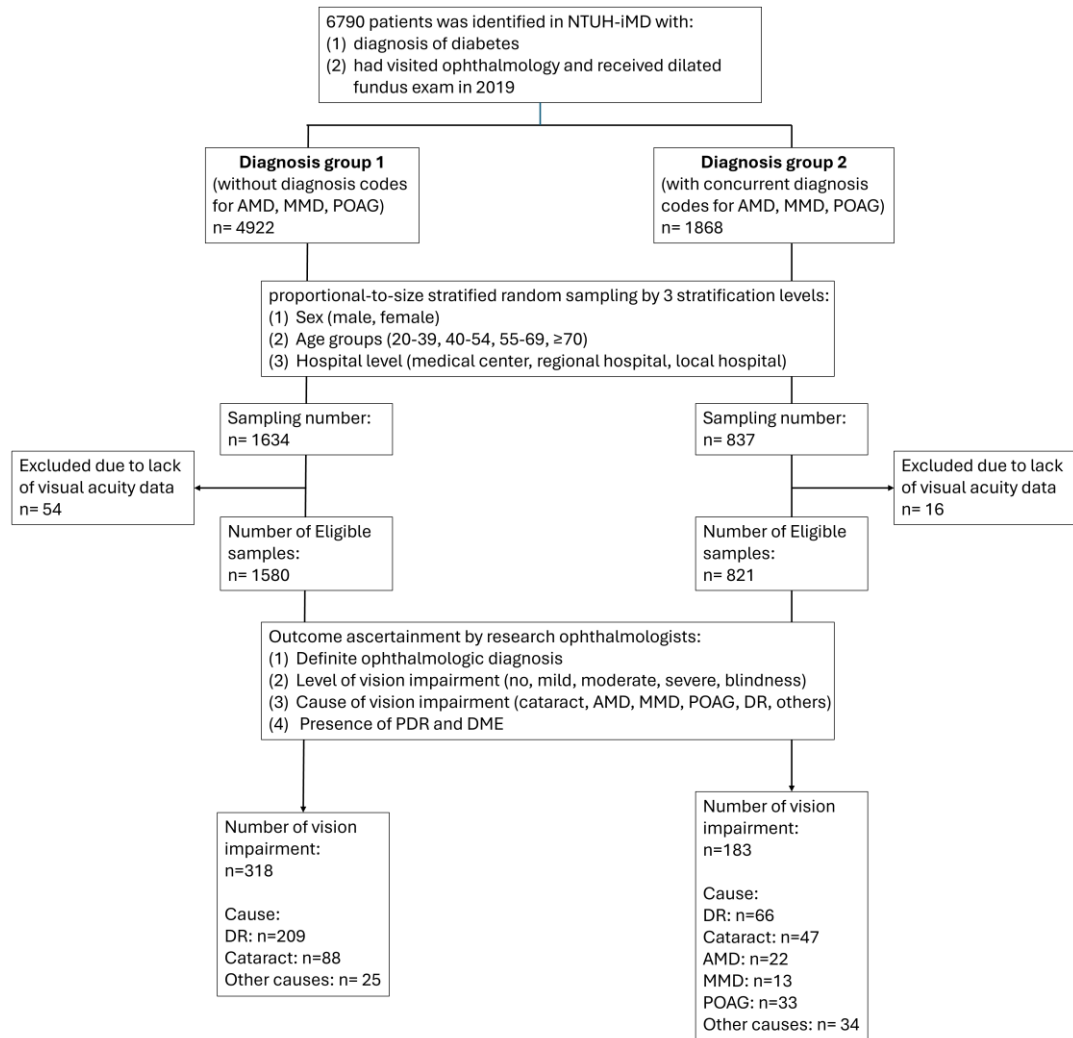 6790 patients was identified in NTUH-iMD with:
(1) diagnosis of diabetes
(2) had visited ophthalmology and received dilated
fundus exam in 2019
Diagnosis group 1
(without diagnosis codes
for AMD, MMD, POAG)
n= 4922
Diagnosis group 2
(with concurrent diagnosis
codes for AMD, MMD, POAG)
n= 1868
proportional-to-size stratified random sampling by 3 stratification levels:
(1) Sex (male, female)
(2) Age groups (20-39, 40-54, 55-69, ≥70)
(3) Hospital level (medical center, regional hospital, local hospital)
Sampling number:
n= 1634
Sampling number:
n= 837
Excluded due to lack
of visual acuity data
n= 54
Excluded due to lack
of visual acuity data
n= 16
Number of Eligible
samples:
n= 1580
Number of Eligible
samples:
n= 821
Outcome ascertainment by research ophthalmologists:
(1) Definite ophthalmologic diagnosis
(2) Level of vision impairment (no, mild, moderate, severe, blindness)
(3) Cause of vision impairment (cataract, AMD, MMD, POAG, DR, others)
(4) Presence of PDR and DME
Number of vision
impairment:
n=318
Cause:
DR: n=209
Cataract: n=88
Other causes: n= 25
Number of vision
impairment:
n=183
Cause:
DR: n=66
Cataract: n=47
AMD: n=22
MMD: n=13
POAG: n=33
Other causes: n= 34